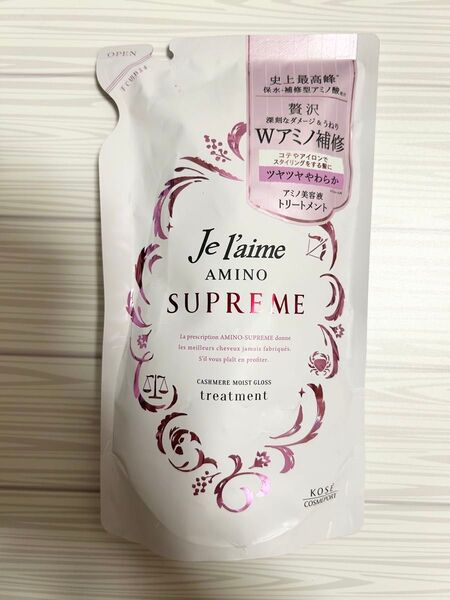 OPEN
史上最高峰*
保水・補修型アミノ酸
贅沢
深刻なダメージ&うねり
Wアミノ補修
コテやアイロンで
スタイリングをする髪に
ツヤツヤやわらか
アミノ美容液
トリートメント
Je l'aime
AMINO
SUPREME
La prescription AMINO-SUPREME donne
les meilleurs cheveux jamais fabriqués.
S'il vous plaît en profiter.
CASHMERE MOIST GLOSS
treatment
KOSÉ
COSMEPORT